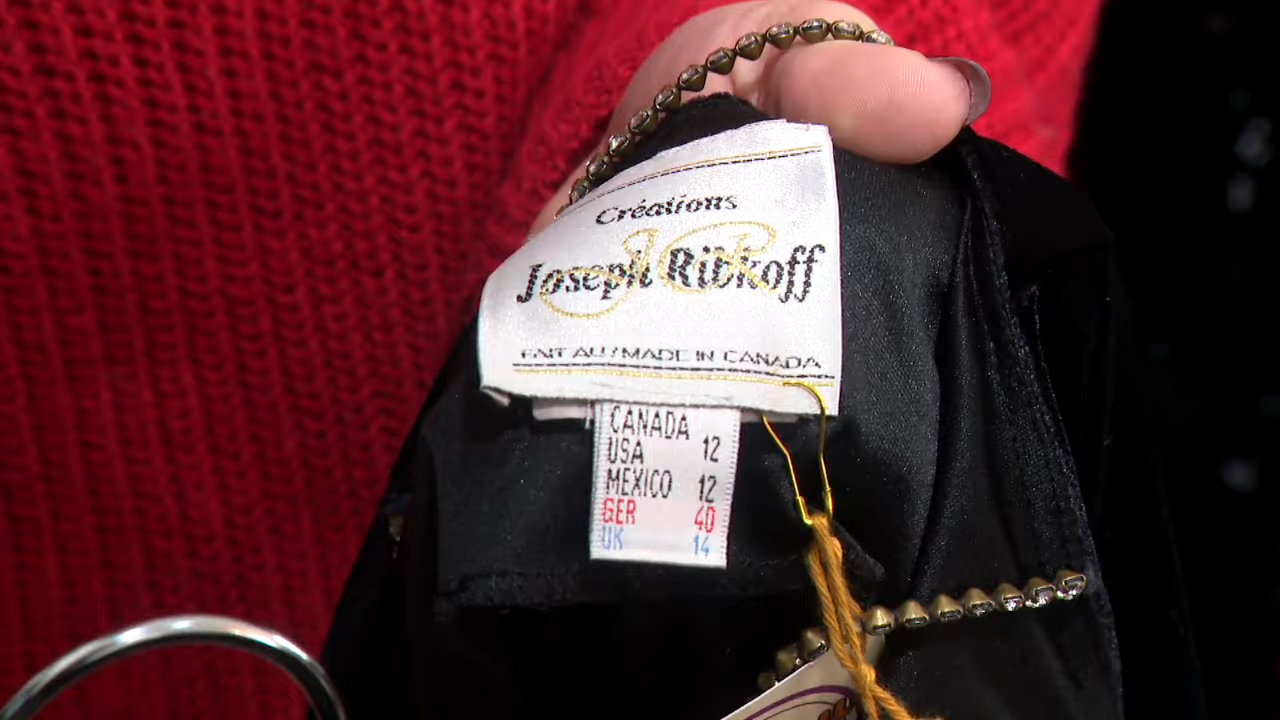 Créations
Joseph Ribkoff
FAIT AU / MADE IN CANADA
CANADA
USA 12
MEXICO 12
GER 40
UK 14